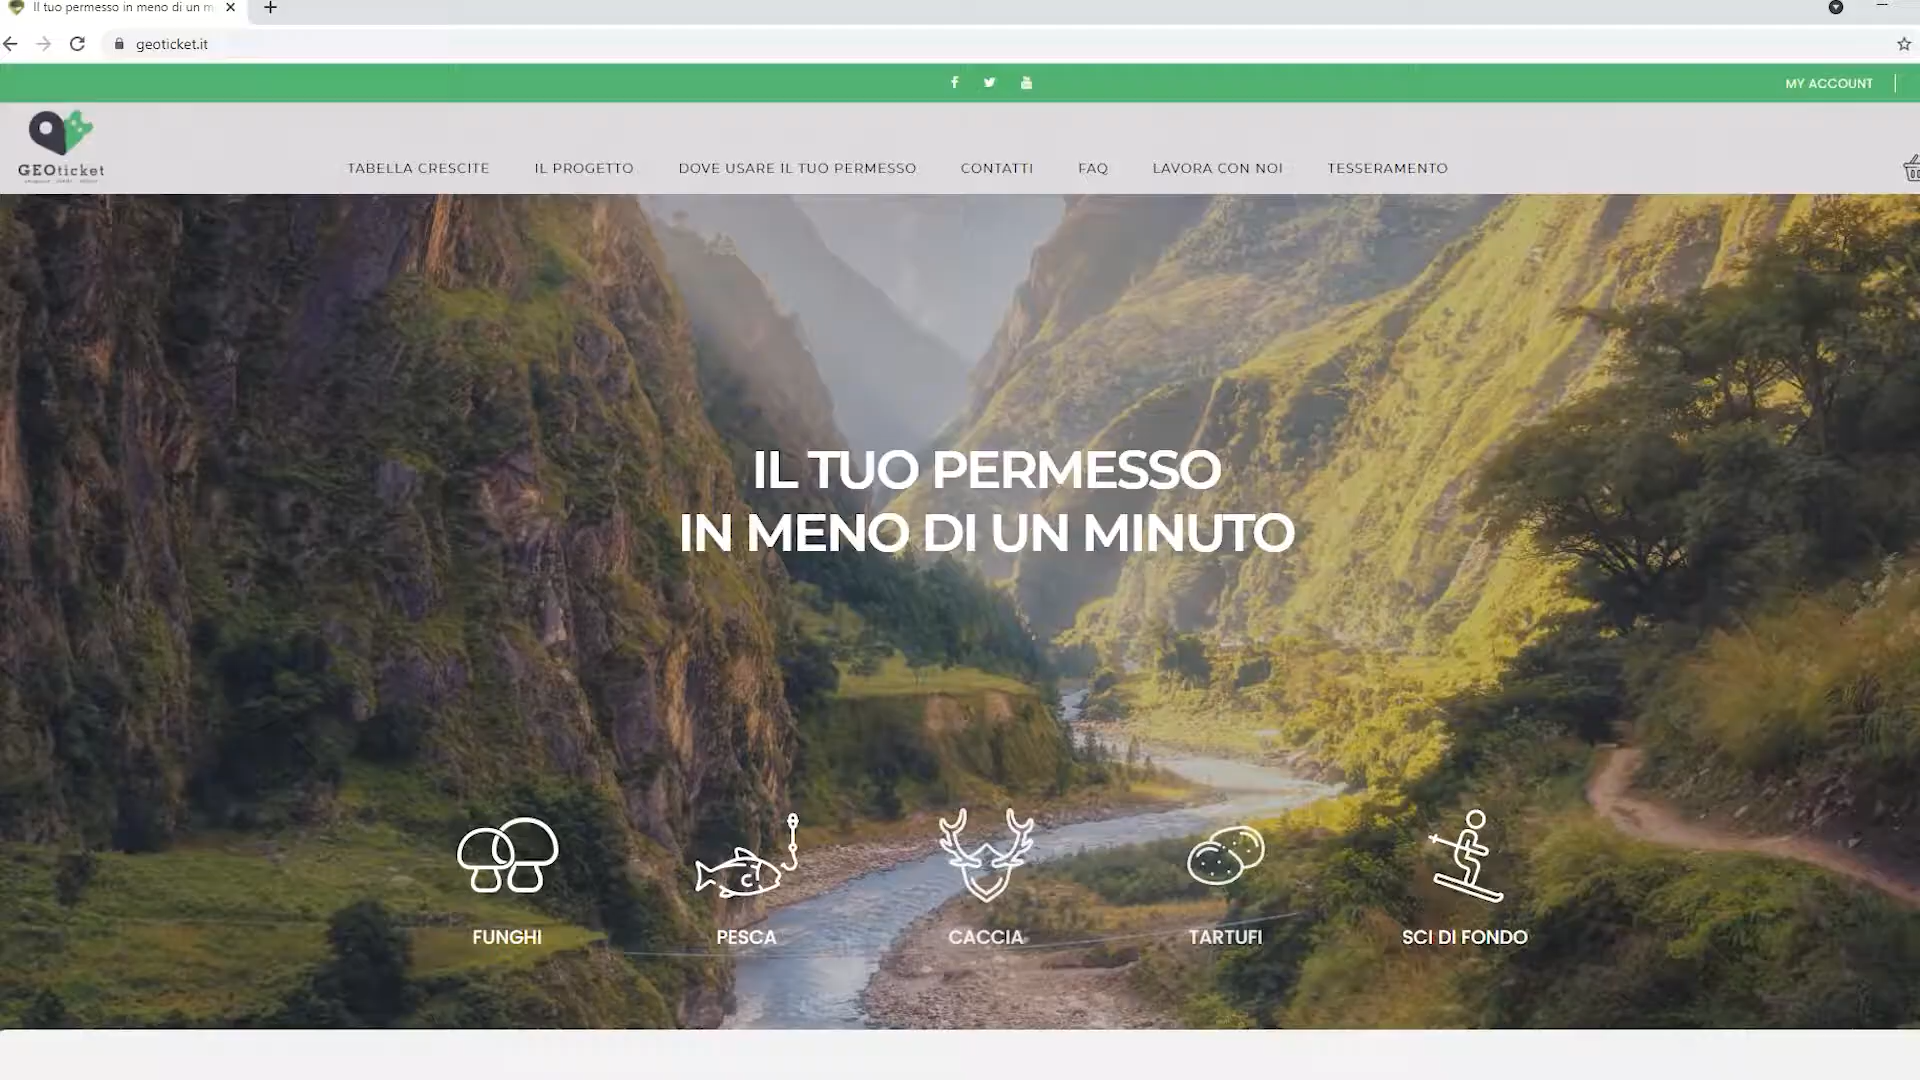 Il tuo permesso in meno di un m
geoticket.it
MY ACCOUNT
GEOticket
TABELLA CRESCITE IL PROGETTO DOVE USARE IL TUO PERMESSO CONTATTI FAQ LAVORA CON NOI TESSERAMENTO
IL TUO PERMESSO
IN MENO DI UN MINUTO
FUNGHI PESCA CACCIA TARTUFI SCI DI FONDO